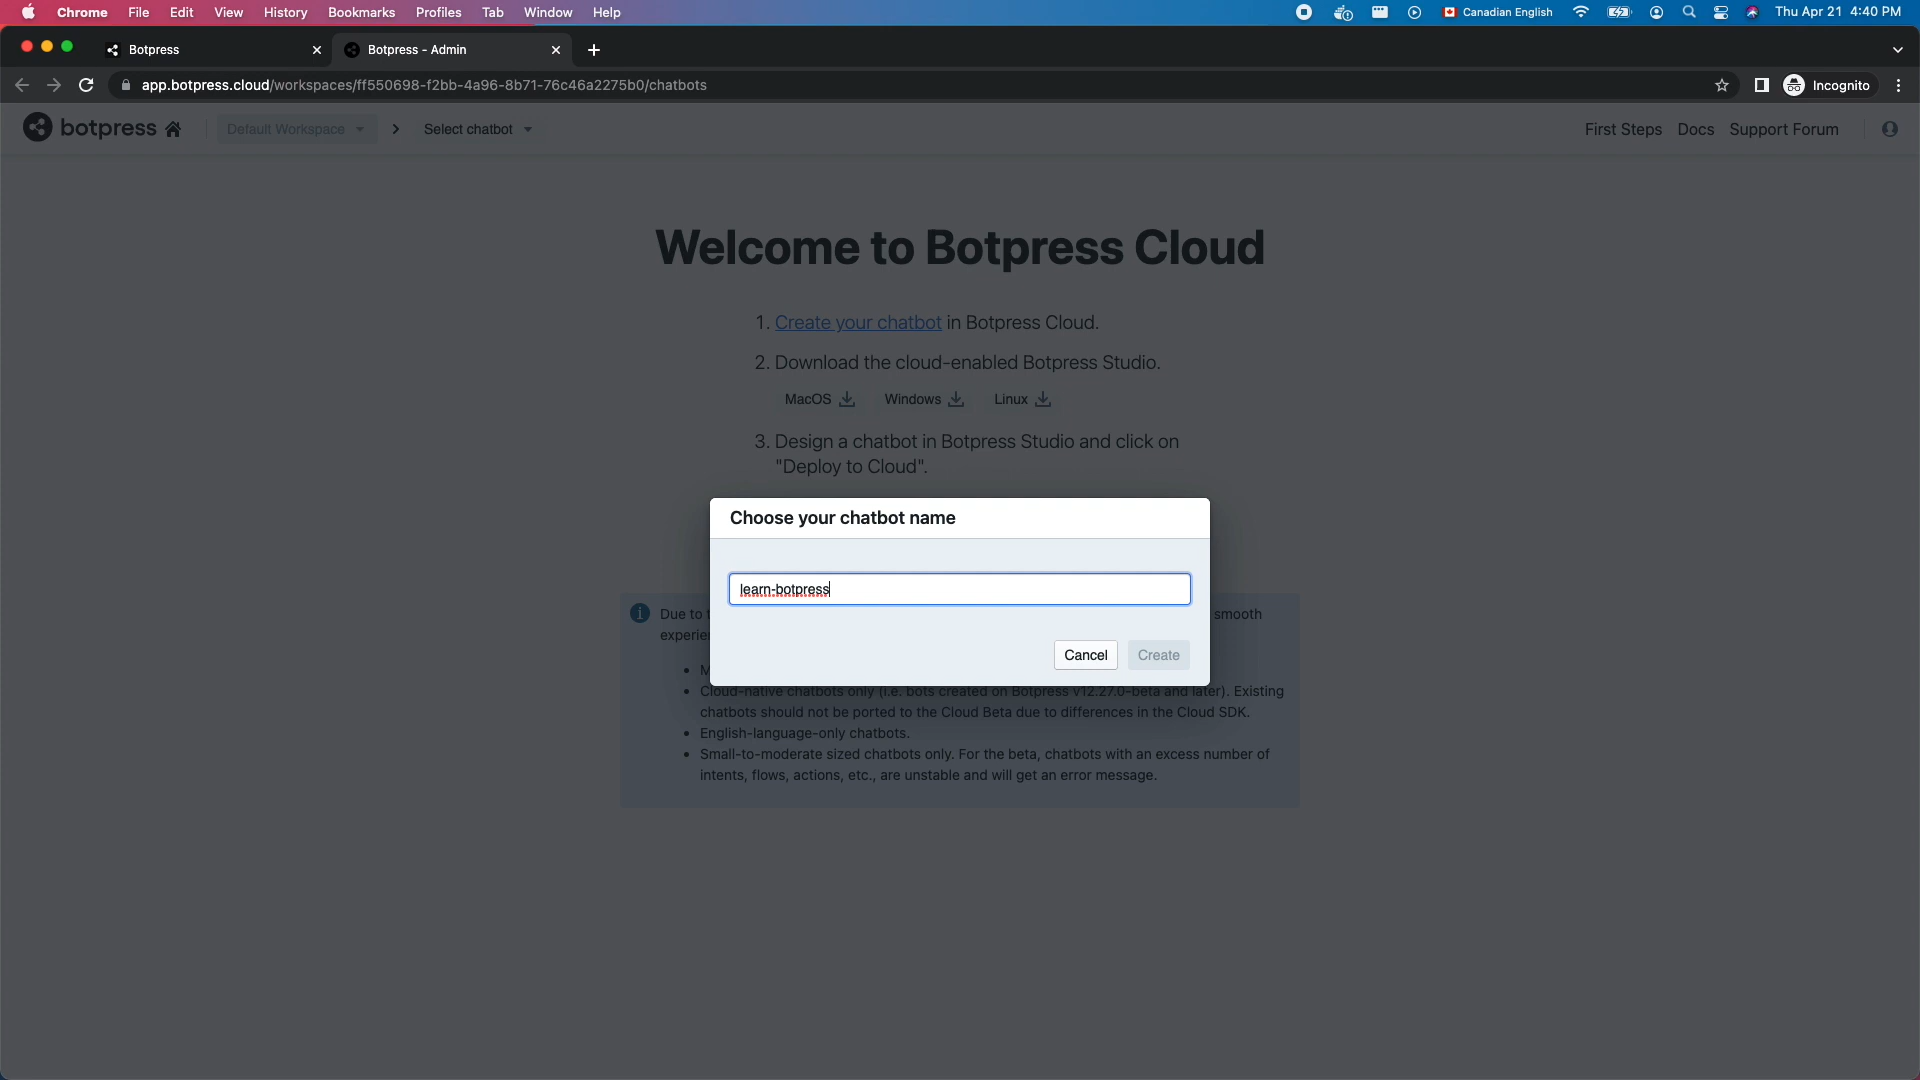 Chrome File Edit View History Bookmarks Profiles Tab Window Help Canadian English Thu Apr 21 4:40 PM
Botpress Botpress - Admin
app.botpress.cloud/workspaces/ff550698-f2bb-4a96-8b71-76c46a2275b0/chatbots Incognito
botpress Default Workspace Select chatbot First Steps Docs Support Forum
Welcome to Botpress Cloud
1. Create your chatbot in Botpress Cloud.
2. Download the cloud-enabled Botpress Studio.
MacOS Windows Linux
3. Design a chatbot in Botpress Studio and click on
"Deploy to Cloud".
Choose your chatbot name
learn-botpress
Due to smooth
Cancel Create
• Cloud-native chatbots only (i.e. bots created on Botpress v12.27.0-beta and later). Existing
chatbots should not be ported to the Cloud Beta due to differences in the Cloud SDK.
• English-language-only chatbots.
• Small-to-moderate sized chatbots only. For the beta, chatbots with an excess number of
intents, flows, actions, etc., are unstable and will get an error message.